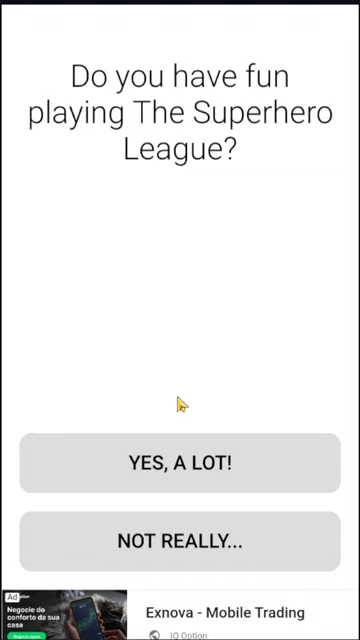 Do you have fun
playing The Superhero
League?
YES, A LOT!
NOT REALLY...
Ad
Negocie do
conforto da sua
casa
Exnova - Mobile Trading
IQ Option